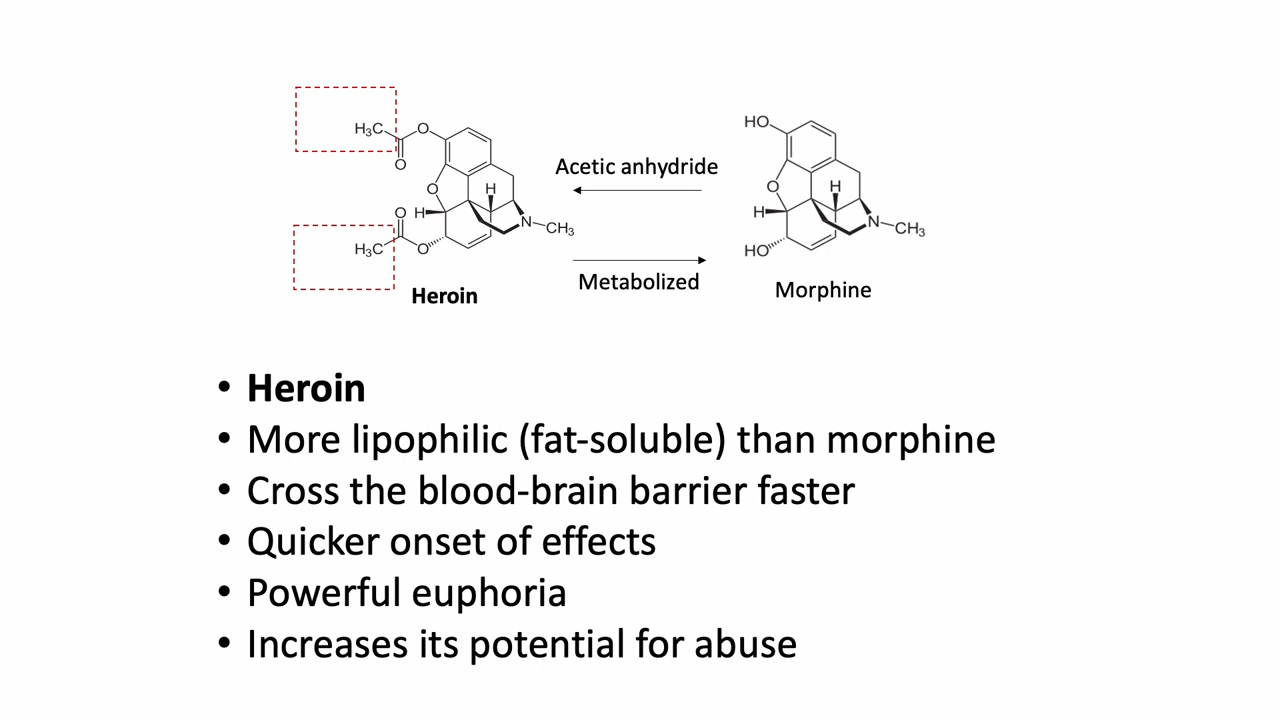 H₃C O HO
O Acetic anhydride
O H O H
O H H
H₃C O N CH₃ HO N CH₃
Metabolized
Heroin Morphine
• Heroin
• More lipophilic (fat-soluble) than morphine
• Cross the blood-brain barrier faster
• Quicker onset of effects
• Powerful euphoria
• Increases its potential for abuse